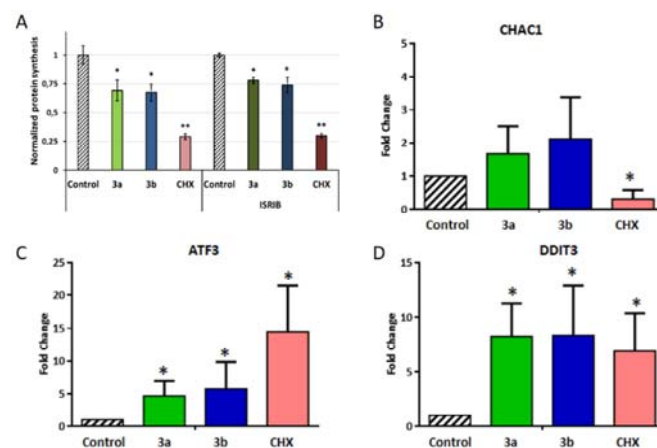 A
Normalized protein synthesis
1
0,75
0,5
0,25
0
* * ** * * **
Control 3a 3b CHX Control 3a 3b CHX
ISRIB
B
CHAC1
Fold Change
5
4
3
2
1
0
*
Control 3a 3b CHX
C
ATF3
Fold Change
25
20
15
10
5
0
* * *
Control 3a 3b CHX
D
DDIT3
Fold Change
15
10
5
0
* * *
Control 3a 3b CHX